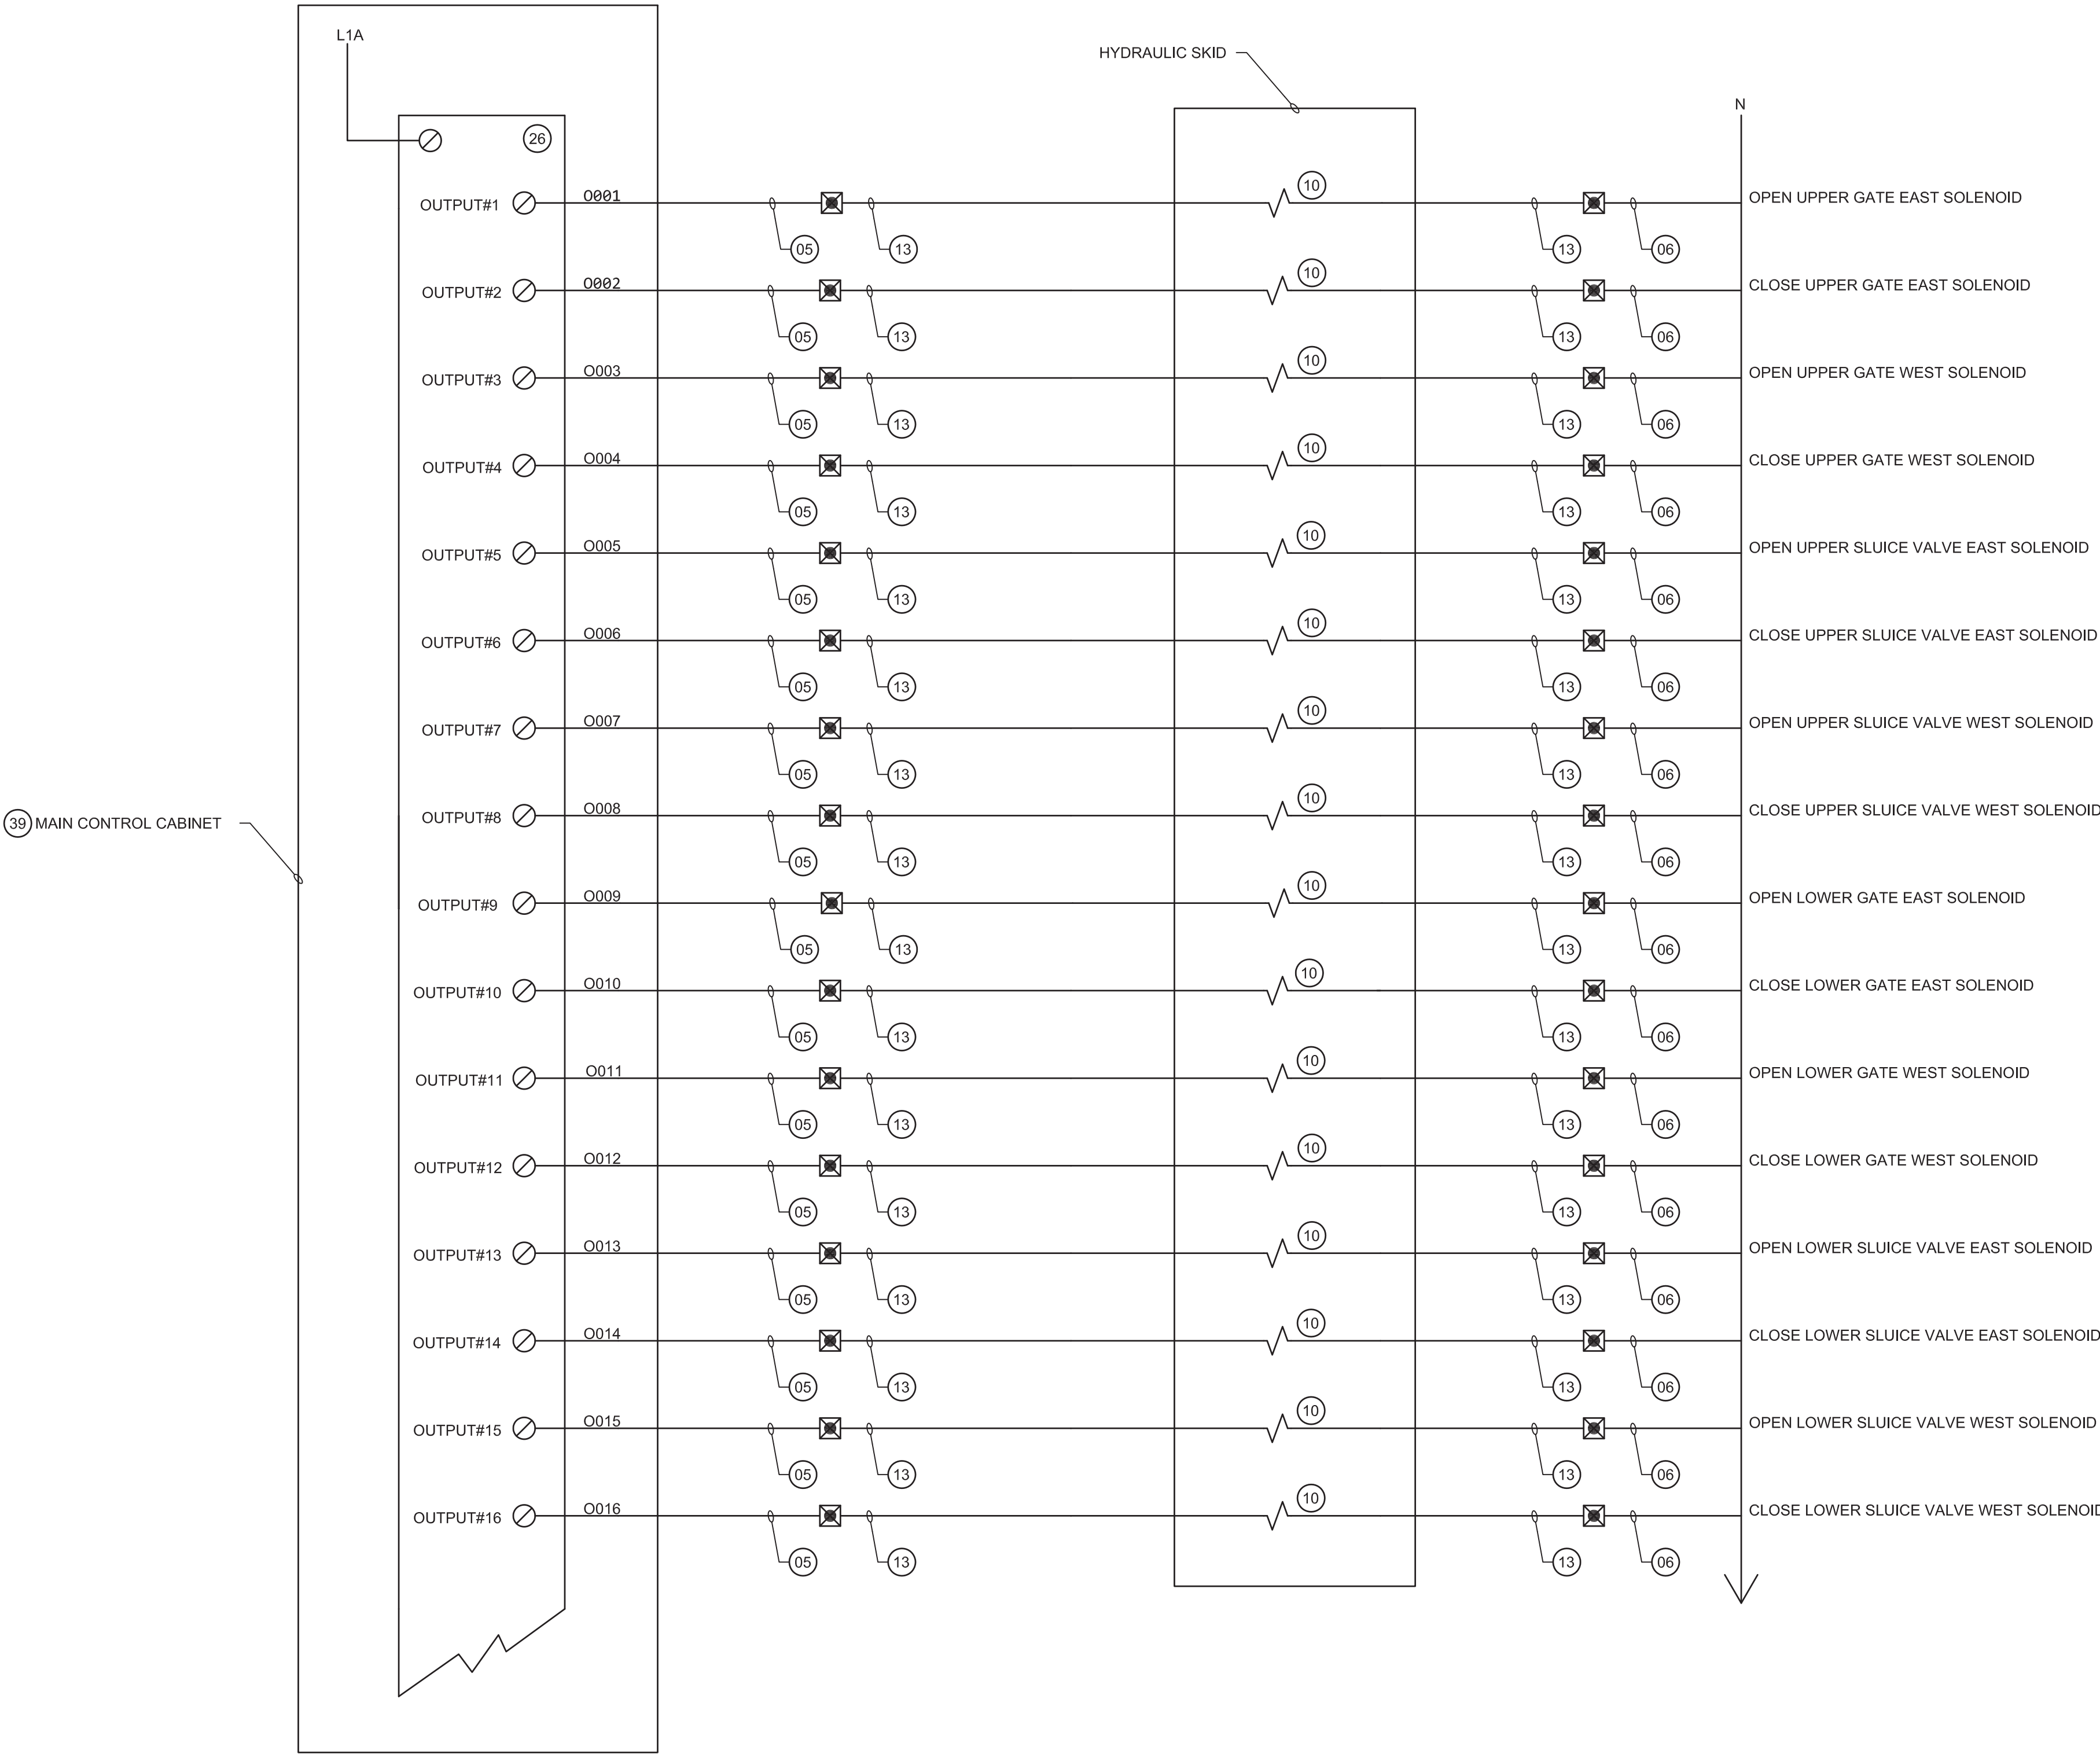 L1A
HYDRAULIC SKID
N
26
OUTPUT#1 O001 10 OPEN UPPER GATE EAST SOLENOID
05 13 13 06
OUTPUT#2 O002 10 CLOSE UPPER GATE EAST SOLENOID
05 13 13 06
OUTPUT#3 O003 10 OPEN UPPER GATE WEST SOLENOID
05 13 13 06
OUTPUT#4 O004 10 CLOSE UPPER GATE WEST SOLENOID
05 13 13 06
OUTPUT#5 O005 10 OPEN UPPER SLUICE VALVE EAST SOLENOID
05 13 13 06
OUTPUT#6 O006 10 CLOSE UPPER SLUICE VALVE EAST SOLENOID
05 13 13 06
OUTPUT#7 O007 10 OPEN UPPER SLUICE VALVE WEST SOLENOID
05 13 13 06
39 MAIN CONTROL CABINET
OUTPUT#8 O008 10 CLOSE UPPER SLUICE VALVE WEST SOLENOID
05 13 13 06
OUTPUT#9 O009 10 OPEN LOWER GATE EAST SOLENOID
05 13 13 06
OUTPUT#10 O010 10 CLOSE LOWER GATE EAST SOLENOID
05 13 13 06
OUTPUT#11 O011 10 OPEN LOWER GATE WEST SOLENOID
05 13 13 06
OUTPUT#12 O012 10 CLOSE LOWER GATE WEST SOLENOID
05 13 13 06
OUTPUT#13 O013 10 OPEN LOWER SLUICE VALVE EAST SOLENOID
05 13 13 06
OUTPUT#14 O014 10 CLOSE LOWER SLUICE VALVE EAST SOLENOID
05 13 13 06
OUTPUT#15 O015 10 OPEN LOWER SLUICE VALVE WEST SOLENOID
05 13 13 06
OUTPUT#16 O016 10 CLOSE LOWER SLUICE VALVE WEST SOLENOID
05 13 13 06